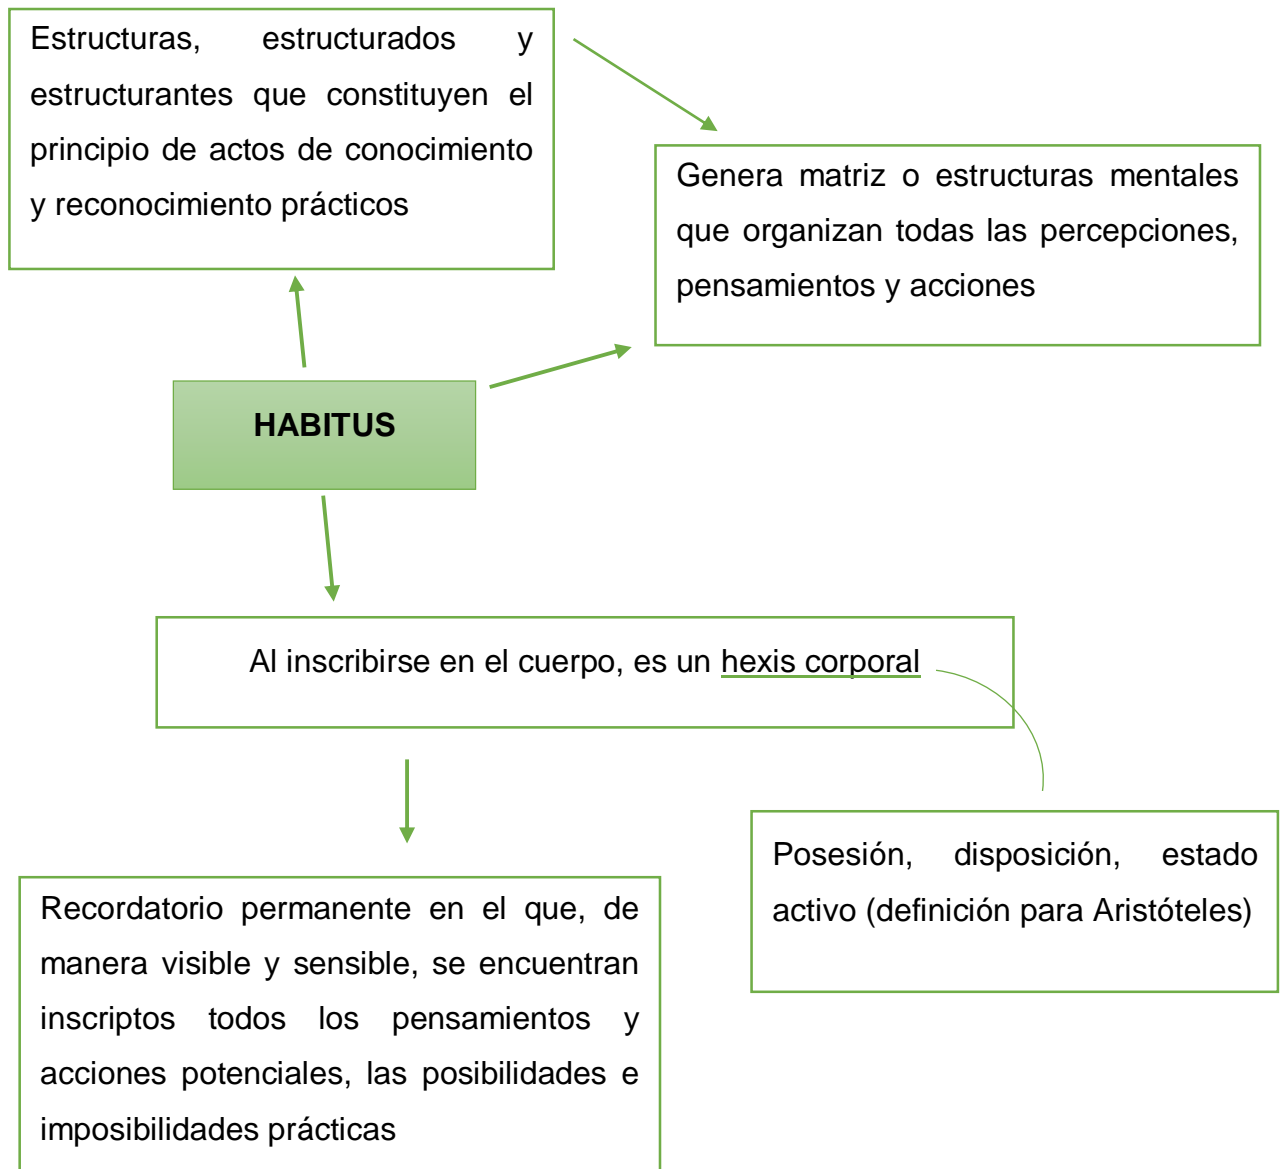 Estructuras, estructurados y
estructurantes que constituyen el
principio de actos de conocimiento
y reconocimiento prácticos
Genera matriz o estructuras mentales
que organizan todas las percepciones,
pensamientos y acciones
HABITUS
Al inscribirse en el cuerpo, es un hexis corporal
Posesión, disposición, estado
activo (definición para Aristóteles)
Recordatorio permanente en el que, de
manera visible y sensible, se encuentran
inscriptos todos los pensamientos y
acciones potenciales, las posibilidades e
imposibilidades prácticas